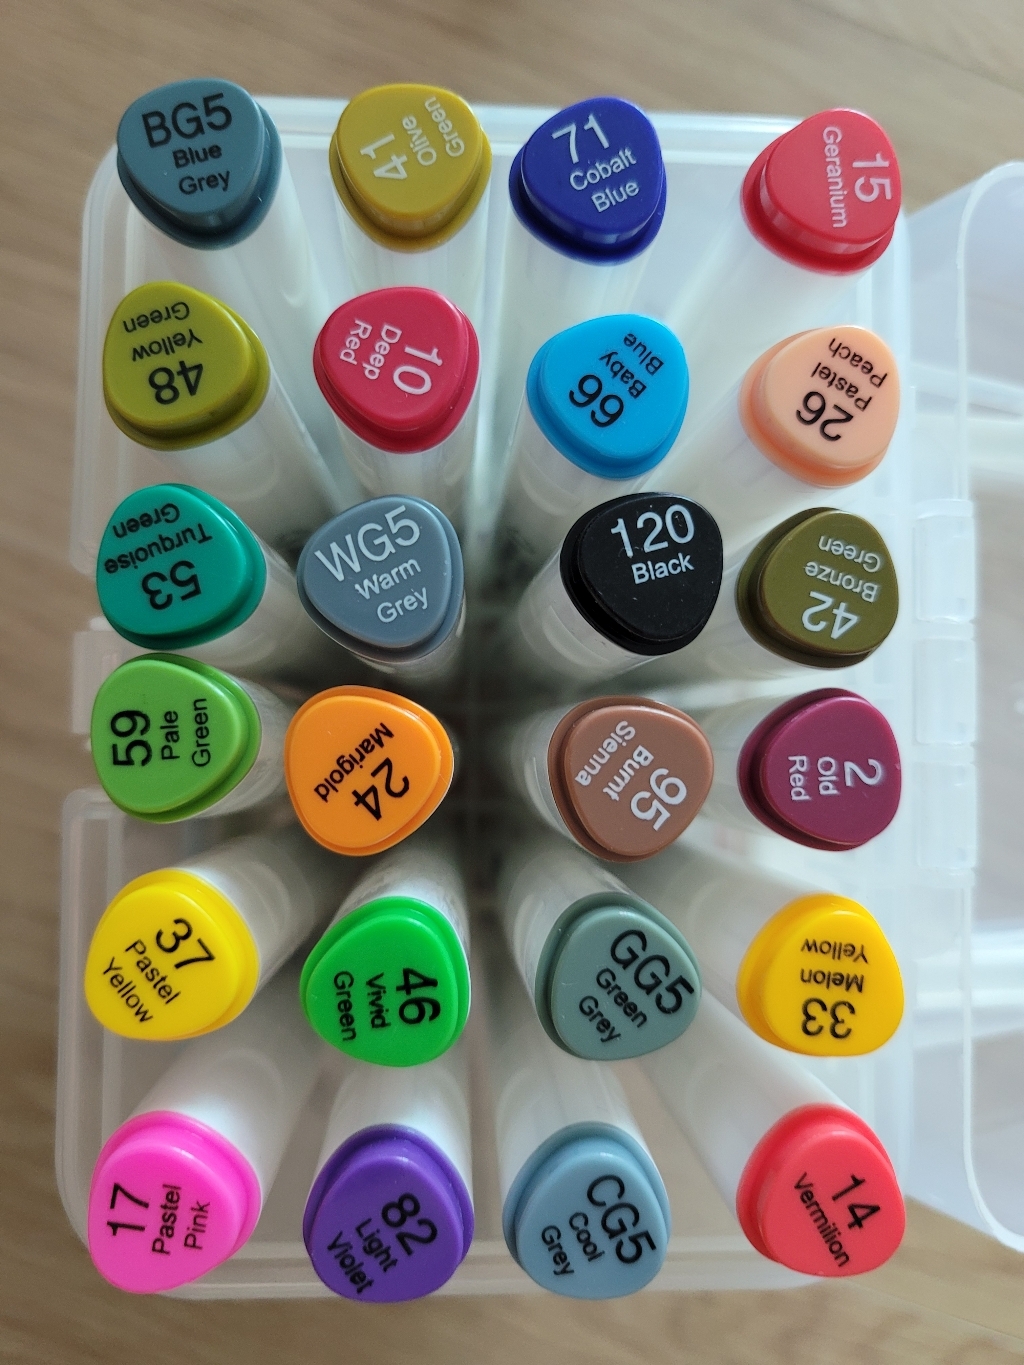 BG5
Blue
Grey
41
Olive
Green
71
Cobalt
Blue
15
Geranium
48
Yellow
Green
10
Deep
Red
66
Baby
Blue
26
Pastel
Peach
53
Turquoise
Green
WG5
Warm
Grey
120
Black
42
Bronze
Green
59
Pale
Green
24
Marigold
95
Burnt
Sienna
2
Old
Red
37
Pastel
Yellow
46
Vivid
Green
GG5
Green
Grey
33
Melon
Yellow
17
Pastel
Pink
82
Light
Violet
CG5
Cool
Grey
14
Vermilion